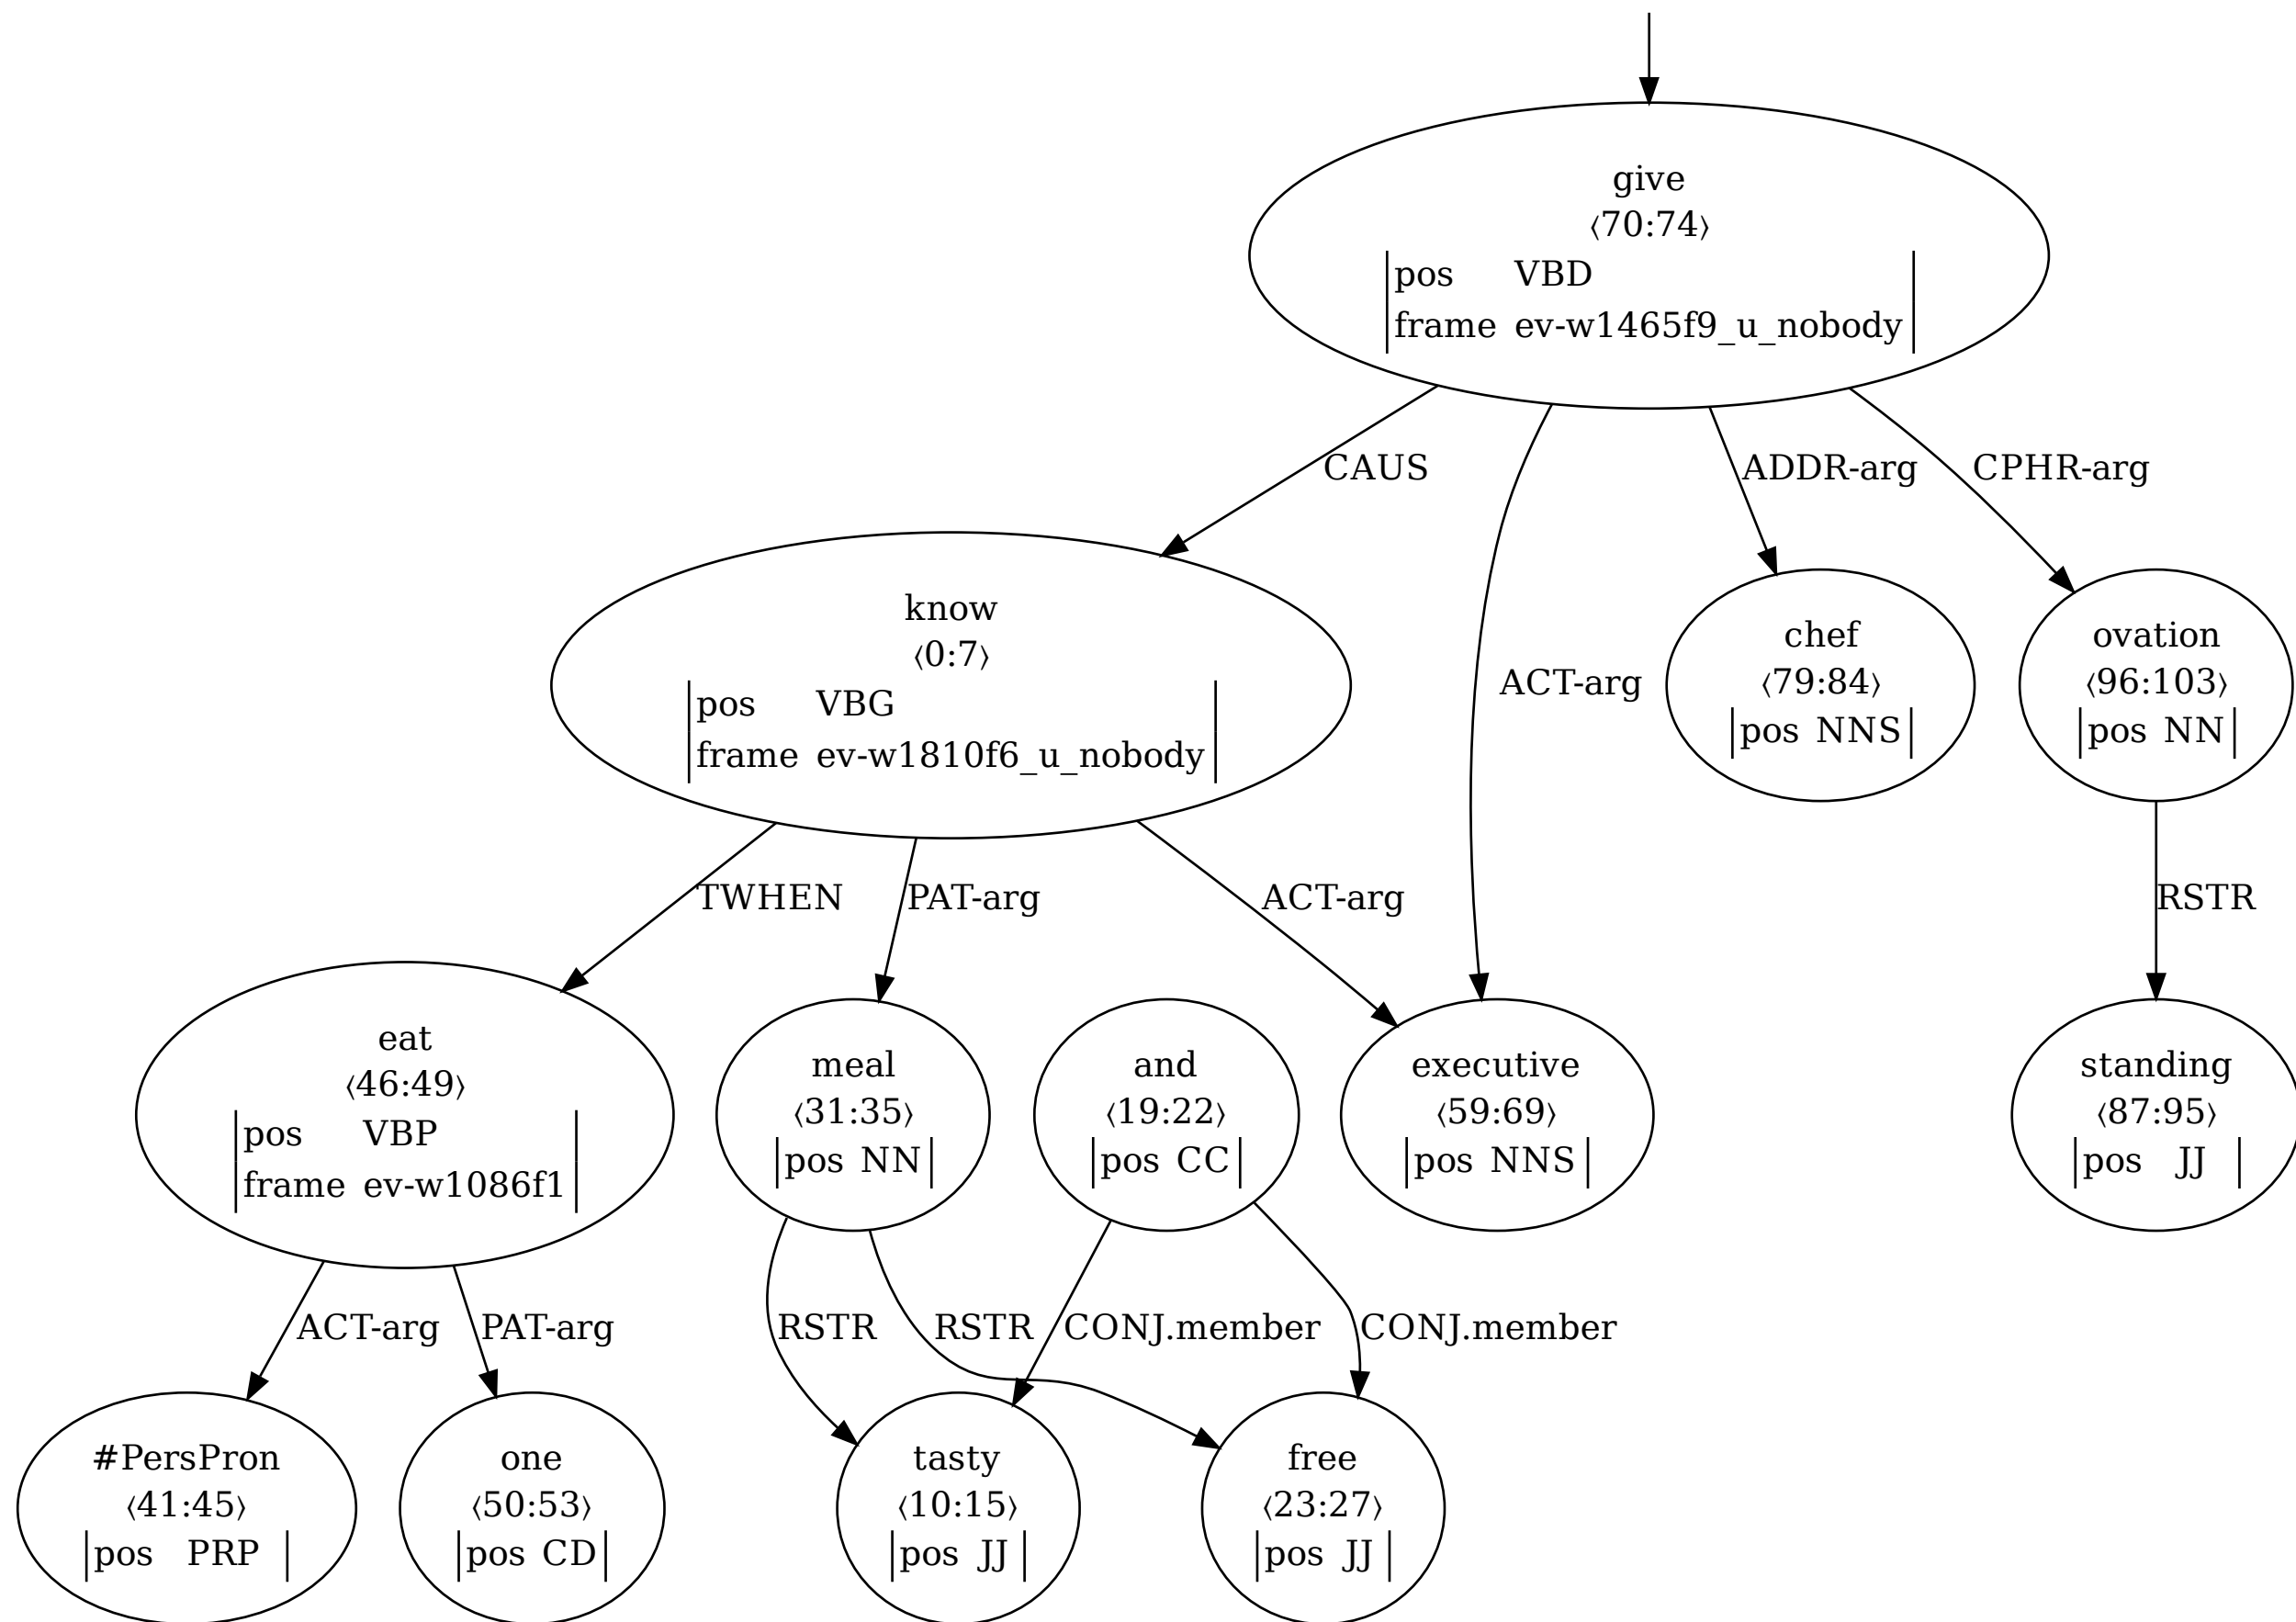 give
⟨70:74⟩
pos VBD
frame ev-w1465f9_u_nobody
CAUS
ADDR-arg
CPHR-arg
know
⟨0:7⟩
pos VBG
frame ev-w1810f6_u_nobody
ACT-arg
chef
⟨79:84⟩
pos NNS
ovation
⟨96:103⟩
pos NN
TWHEN
PAT-arg
ACT-arg
RSTR
eat
⟨46:49⟩
pos VBP
frame ev-w1086f1
meal
⟨31:35⟩
pos NN
and
⟨19:22⟩
pos CC
executive
⟨59:69⟩
pos NNS
standing
⟨87:95⟩
pos JJ
ACT-arg
PAT-arg
RSTR
RSTR
CONJ.member
CONJ.member
#PersPron
⟨41:45⟩
pos PRP
one
⟨50:53⟩
pos CD
tasty
⟨10:15⟩
pos JJ
free
⟨23:27⟩
pos JJ